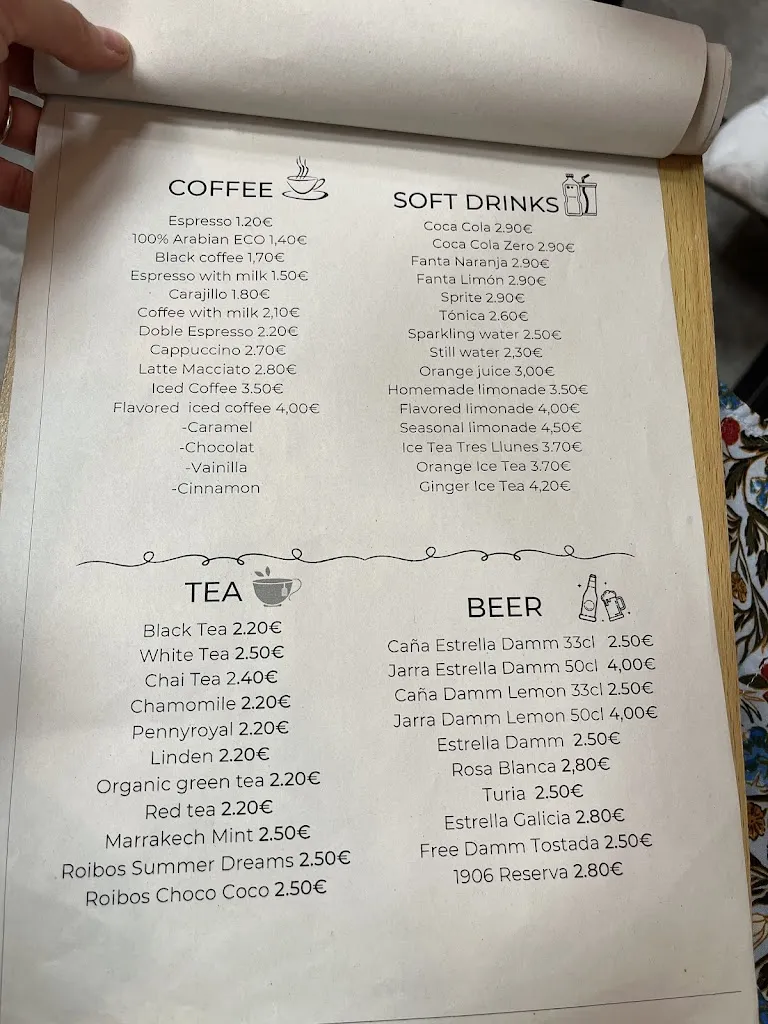 COFFEE
Espresso 1.20€
100% Arabian ECO 1,40€
Black coffee 1,70€
Espresso with milk 1.50€
Carajillo 1.80€
Coffee with milk 2,10€
Doble Espresso 2.20€
Cappuccino 2.70€
Latte Macciato 2.80€
Iced Coffee 3.50€
Flavored iced coffee 4,00€
-Caramel
-Chocolat
-Vainilla
-Cinnamon
SOFT DRINKS
Coca Cola 2.90€
Coca Cola Zero 2.90€
Fanta Naranja 2.90€
Fanta Limón 2.90€
Sprite 2.90€
Tónica 2.60€
Sparkling water 2.50€
Still water 2,30€
Orange juice 3,00€
Homemade limonade 3.50€
Flavored limonade 4,00€
Seasonal limonade 4,50€
Ice Tea Tres Llunes 3.70€
Orange Ice Tea 3.70€
Ginger Ice Tea 4,20€
TEA
Black Tea 2.20€
White Tea 2.50€
Chai Tea 2.40€
Chamomile 2.20€
Pennyroyal 2.20€
Linden 2.20€
Organic green tea 2.20€
Red tea 2.20€
Marrakech Mint 2.50€
Roibos Summer Dreams 2.50€
Roibos Choco Coco 2.50€
BEER
Caña Estrella Damm 33cl 2.50€
Jarra Estrella Damm 50cl 4,00€
Caña Damm Lemon 33cl 2.50€
Jarra Damm Lemon 50cl 4,00€
Estrella Damm 2.50€
Rosa Blanca 2,80€
Turia 2.50€
Estrella Galicia 2.80€
Free Damm Tostada 2.50€
1906 Reserva 2.80€